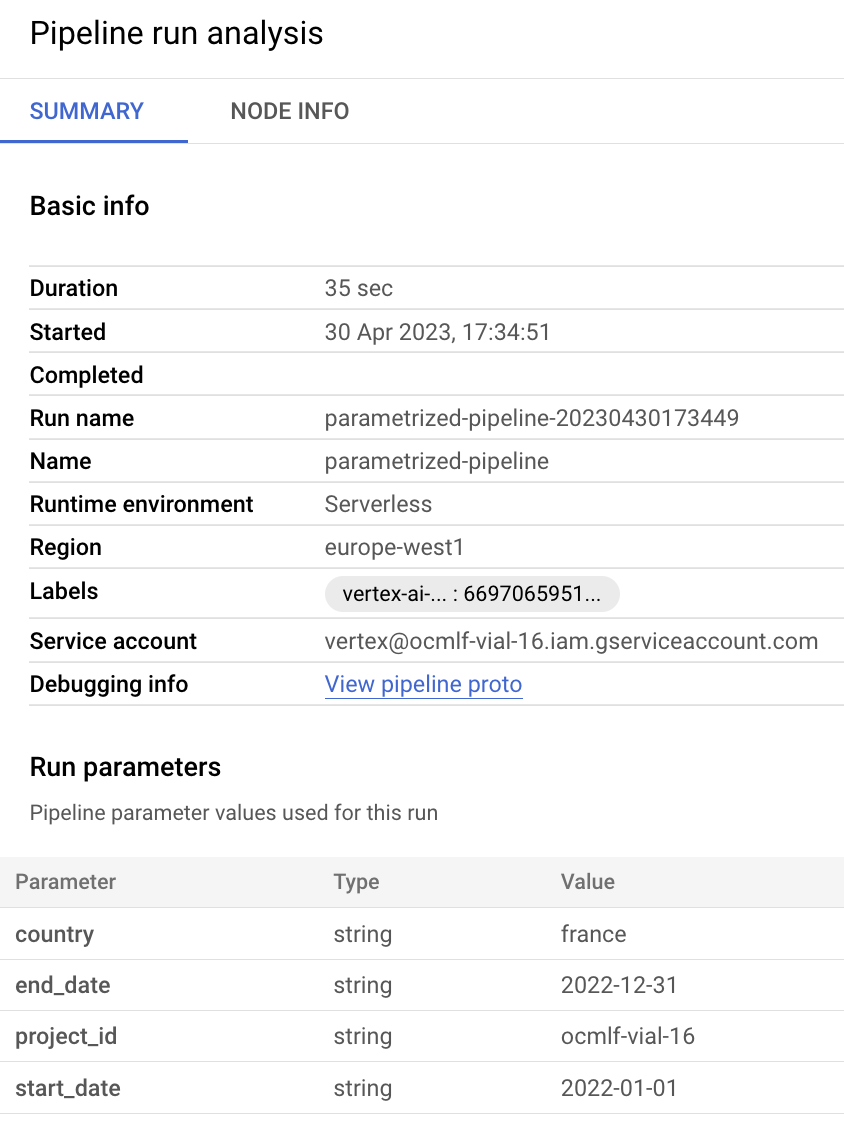 Pipeline run analysis
SUMMARY NODE INFO
Basic info
Duration 35 sec
Started 30 Apr 2023, 17:34:51
Completed
Run name parametrized-pipeline-20230430173449
Name parametrized-pipeline
Runtime environment Serverless
Region europe-west1
Labels vertex-ai-... : 6697065951...
Service account vertex@ocmlf-vial-16.iam.gserviceaccount.com
Debugging info View pipeline proto
Run parameters
Pipeline parameter values used for this run
Parameter Type Value
country string france
end_date string 2022-12-31
project_id string ocmlf-vial-16
start_date string 2022-01-01